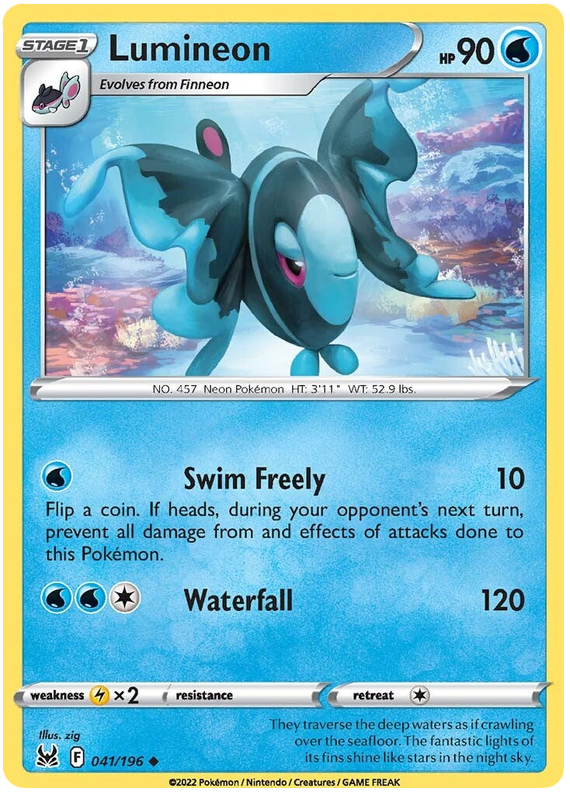 STAGE1
Lumineon
HP 90
Evolves from Finneon
NO. 457 Neon Pokémon HT: 3'11" WT: 52.9 lbs.
Swim Freely 10
Flip a coin. If heads, during your opponent's next turn,
prevent all damage from and effects of attacks done to
this Pokémon.
Waterfall 120
weakness ×2 resistance retreat
Illus. zig
They traverse the deep waters as if crawling
over the seafloor. The fantastic lights of
its fins shine like stars in the night sky.
F 041/196
©2022 Pokémon / Nintendo / Creatures / GAME FREAK